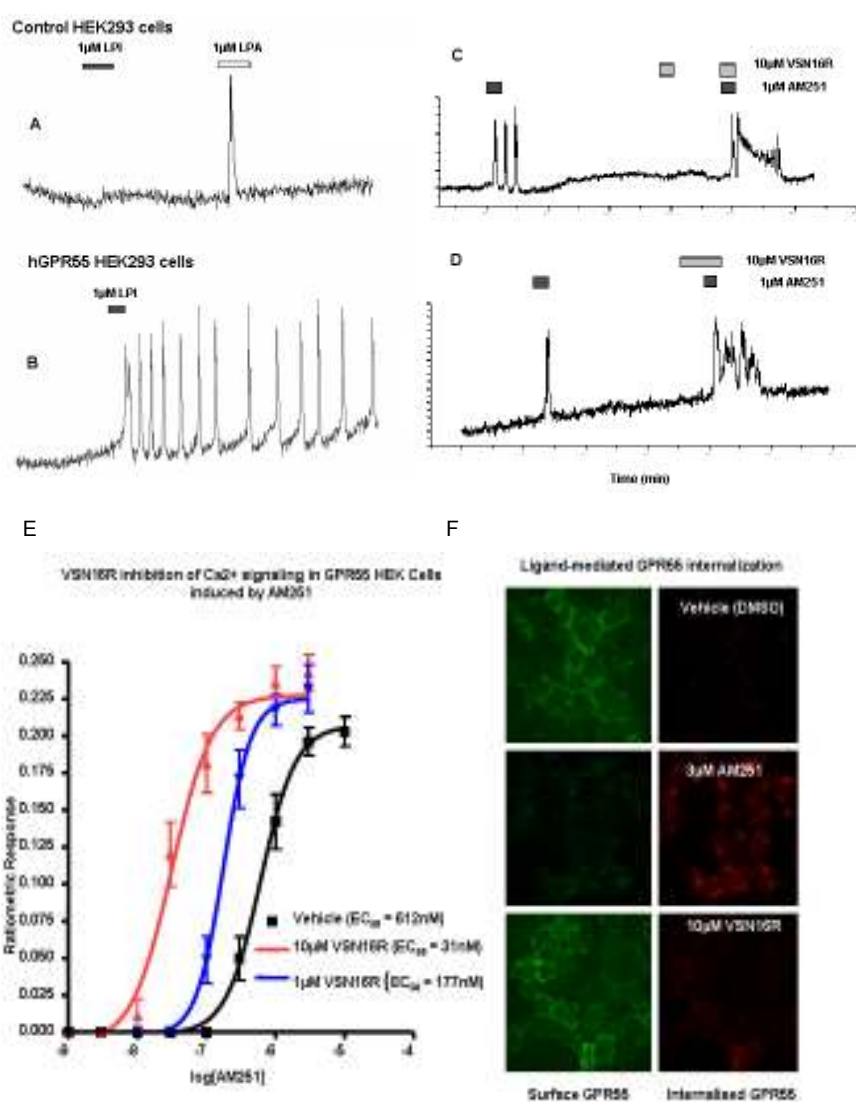 Control HEK293 cells
1µM LPI
1µM LPA
A
hGPR55 HEK293 cells
1µM LPI
B
C
10µM VSN16R
1µM AM251
D
10µM VSN16R
1µM AM251
Time (min)
E
VSN16R inhibition of Ca2+ signaling in GPR55 HEK Cells
induced by AM251
Ratiometric Response
0.250
0.225
0.200
0.175
0.150
0.125
0.100
0.075
0.050
0.025
0.000
-9
-8
-7
-6
-5
-4
log[AM251]
Vehicle (EC50 = 612nM)
10µM VSN16R (EC50 = 31nM)
1µM VSN16R (EC50 = 177nM)
F
Ligand-mediated GPR55 internalization
Vehicle (DMSO)
3µM AM251
10µM VSN16R
Surface GPR55
Internalised GPR55